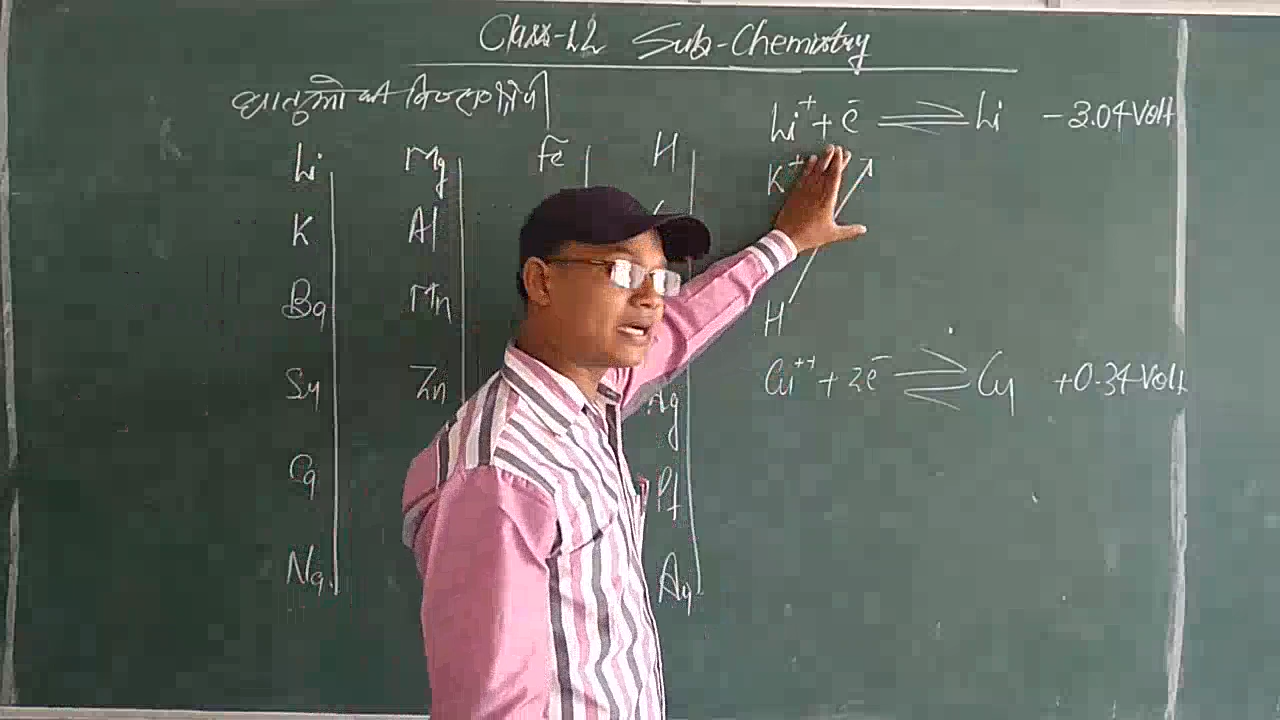 Class-12 Sub-Chemistry
धातुओ की विद्युत श्रेणी
Li Mg Fe H
K Al
Ba Mn
Sr Zn Ag
Ca Pt
Na Au
Li⁺ + e⁻ ⇌ Li -3.04 Volt
K⁺
H
Cu⁺⁺ + 2e⁻ ⇌ Cu +0.34 Volt